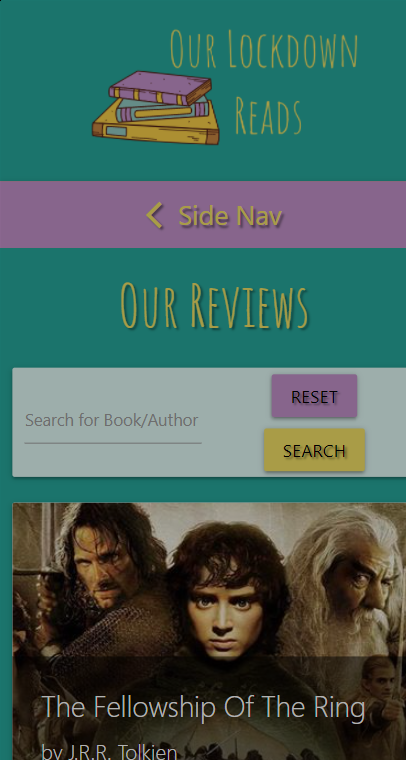 Our Lockdown
Reads
Side Nav
Our Reviews
RESET
Search for Book/Author
SEARCH
The Fellowship Of The Ring
by J.R.R. Tolkien